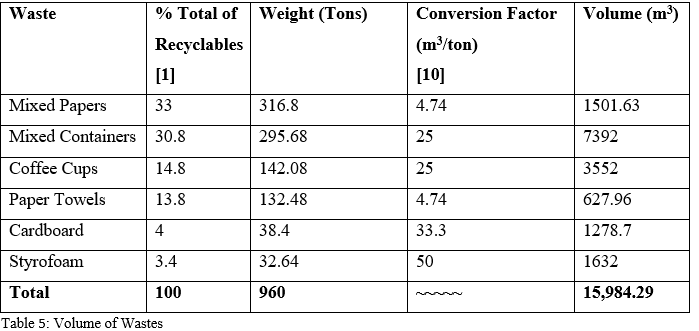 Waste % Total of Weight (Tons) Conversion Factor Volume (m³)
Recyclables (m³/ton)
[1] [10]
Mixed Papers 33 316.8 4.74 1501.63
Mixed Containers 30.8 295.68 25 7392
Coffee Cups 14.8 142.08 25 3552
Paper Towels 13.8 132.48 4.74 627.96
Cardboard 4 38.4 33.3 1278.7
Styrofoam 3.4 32.64 50 1632
Total 100 960 ~~~~~ 15,984.29
Table 5: Volume of Wastes